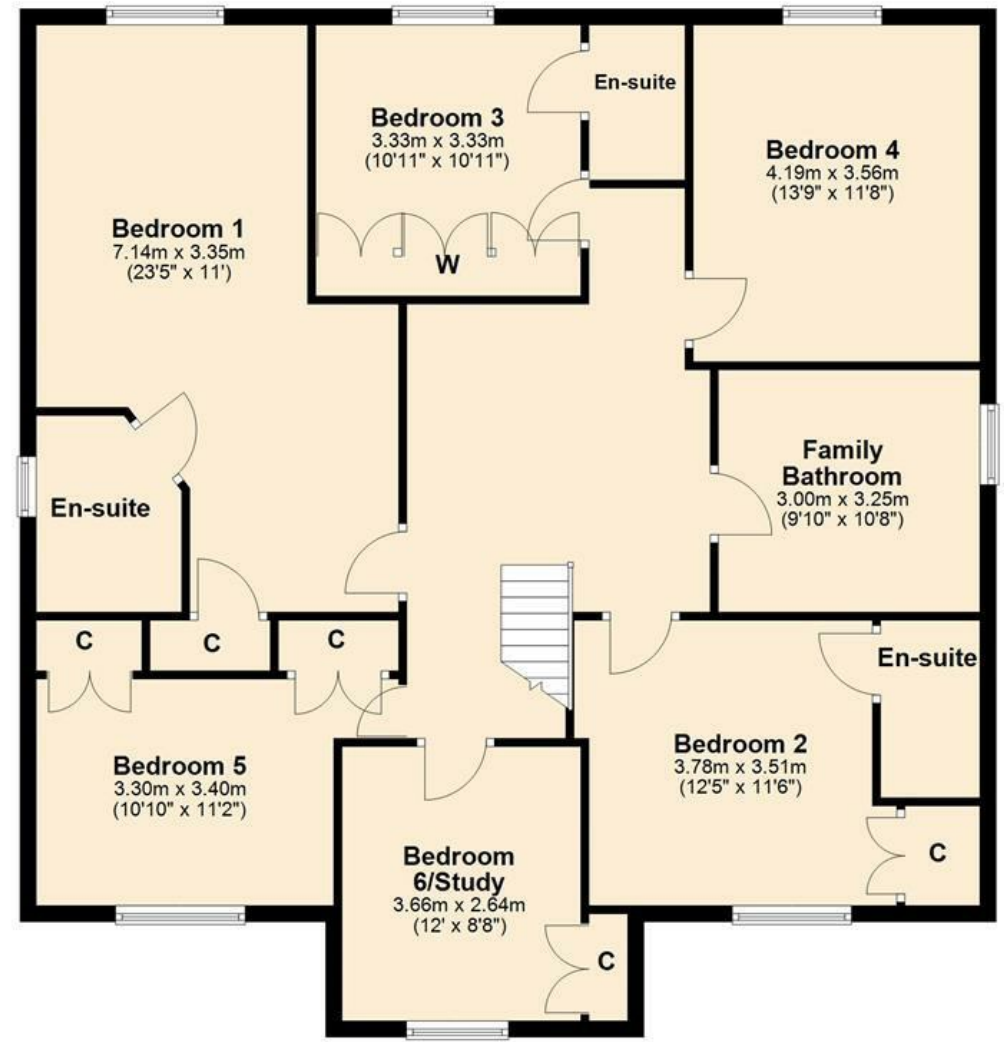 Bedroom 1
7.14m x 3.35m
(23'5" x 11')
Bedroom 3
3.33m x 3.33m
(10'11" x 10'11")
W
En-suite
Bedroom 4
4.19m x 3.56m
(13'9" x 11'8")
En-suite
Family
Bathroom
3.00m x 3.25m
(9'10" x 10'8")
C
C
C
En-suite
Bedroom 5
3.30m x 3.40m
(10'10" x 11'2")
Bedroom 2
3.78m x 3.51m
(12'5" x 11'6")
C
Bedroom
6/Study
3.66m x 2.64m
(12' x 8'8")
C